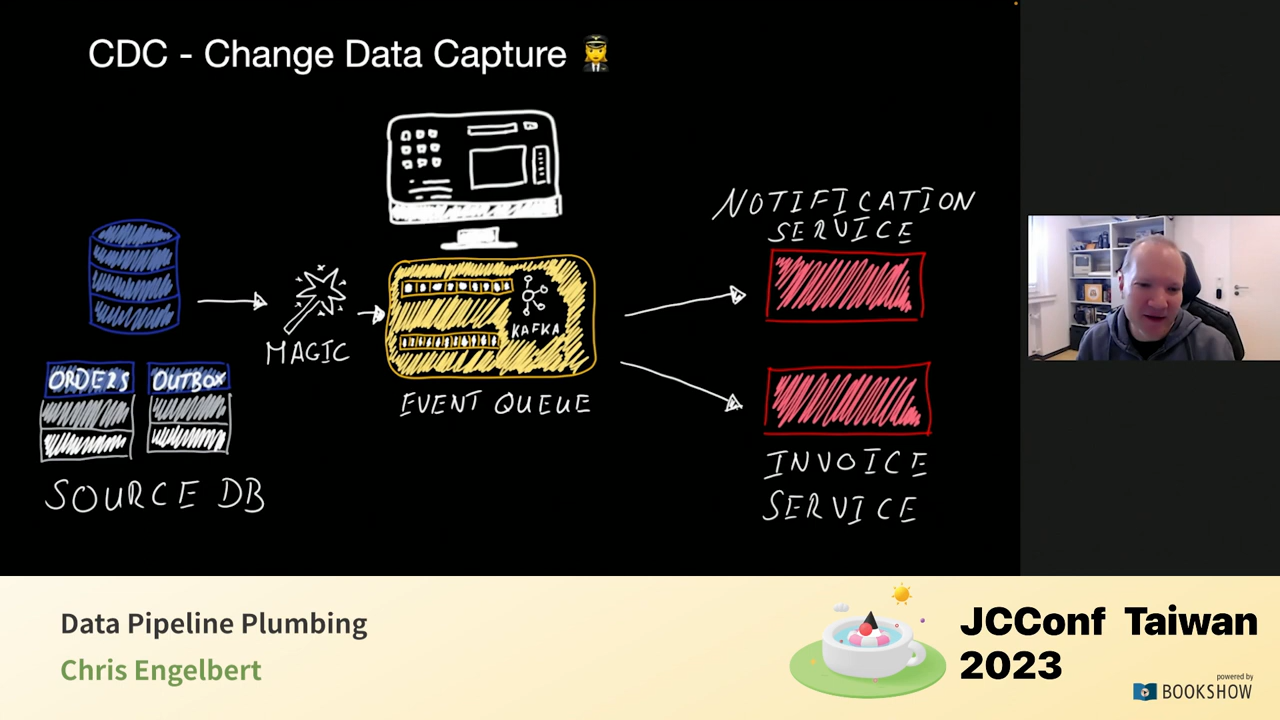 CDC - Change Data Capture
NOTIFICATION
SERVICE
MAGIC
KAFKA
ORDERS
OUTBOX
EVENT QUEUE
SOURCE DB
INVOICE
SERVICE
Data Pipeline Plumbing
Chris Engelbert
JCConf Taiwan
2023
powered by
BOOKSHOW